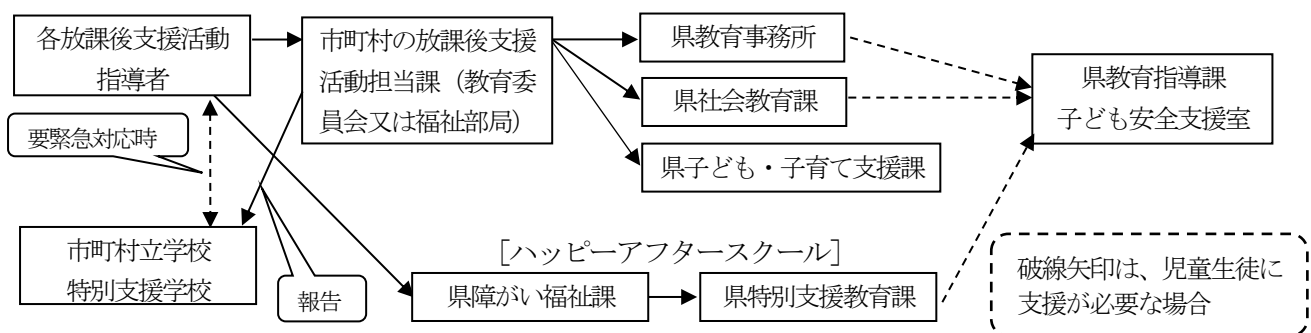 各放課後支援活動
指導者
市町村の放課後支援
活動担当課(教育委
員会又は福祉部局)
県教育事務所
県社会教育課
県子ども・子育て支援課
県教育指導課
子ども安全支援室
要緊急対応時
市町村立学校
特別支援学校
報告
[ハッピーアフタースクール]
県障がい福祉課
県特別支援教育課
破線矢印は、児童生徒に
支援が必要な場合